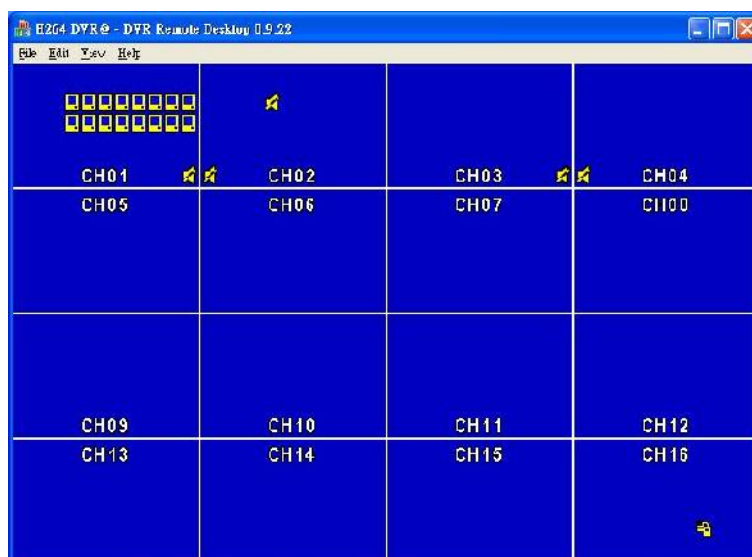 H264 DVR@ - DVR Remote Desktop 0.9.22
File Edit View Help
CH01 CH02 CH03 CH04
CH05 CH06 CH07 CH00
CH09 CH10 CH11 CH12
CH13 CH14 CH15 CH16